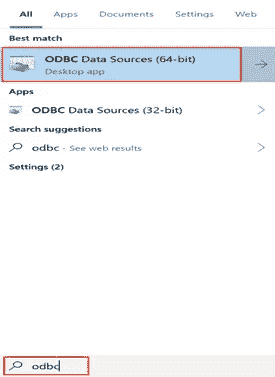 All Apps Documents Settings Web
Best match
ODBC Data Sources (64-bit)
Desktop app
Apps
ODBC Data Sources (32-bit)
Search suggestions
odbc - See web results
Settings (2)
odbc